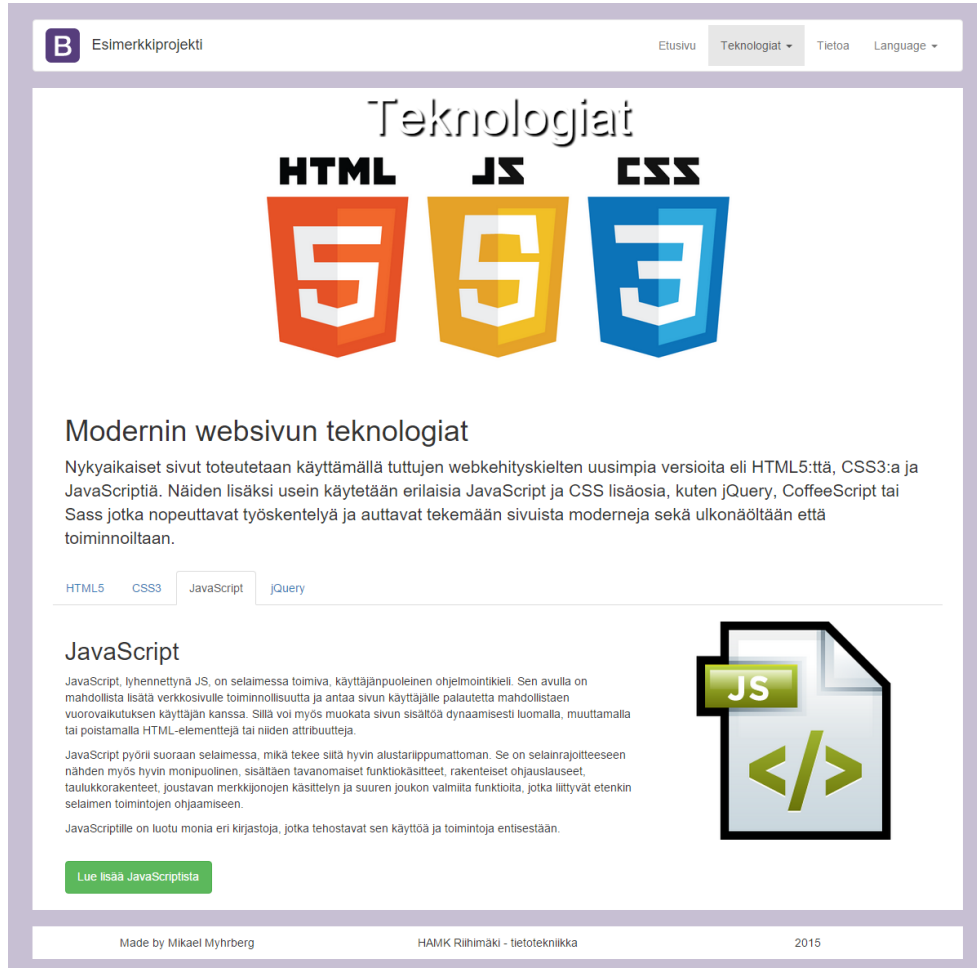 B Esimerkkiprojekti Etusivu Teknologiat Tietoa Language
Teknologiat
HTML JS CSS
5 5 3
Modernin websivun teknologiat
Nykyaikaiset sivut toteutetaan käyttämällä tuttujen webkehityskielten uusimpia versioita eli HTML5:ttä, CSS3:a ja
JavaScriptiä. Näiden lisäksi usein käytetään erilaisia JavaScript ja CSS lisäosia, kuten jQuery, CoffeeScript tai
Sass jotka nopeuttavat työskentelyä ja auttavat tekemään sivuista moderneja sekä ulkonäöltään että
toiminnoiltaan.
HTML5 CSS3 JavaScript jQuery
JavaScript
JavaScript, lyhennettynä JS, on selaimessa toimiva, käyttäjänpuoleinen ohjelmointikieli. Sen avulla on
mahdollista lisätä verkkosivulle toiminnollisuutta ja antaa sivun käyttäjälle palautetta mahdollistaen
vuorovaikutuksen käyttäjän kanssa. Sillä voi myös muokata sivun sisältöä dynaamisesti luomalla, muuttamalla
tai poistamalla HTML-elementtejä tai niiden attribuutteja.
JavaScript pyörii suoraan selaimessa, mikä tekee siitä hyvin alustariippumattoman. Se on selainrajoitteeseen
nähden myös hyvin monipuolinen, sisältäen tavanomaiset funktiokäsitteet, rakenteiset ohjauslauseet,
taulukkorakenteet, joustavan merkkijonojen käsittelyn ja suuren joukon valmiita funktioita, jotka liittyvät etenkin
selaimen toimintojen ohjaamiseen.
JavaScriptille on luotu monia eri kirjastoja, jotka tehostavat sen käyttöä ja toimintoja entisestään.
Lue lisää JavaScriptista
JS
</>
Made by Mikael Myhrberg HAMK Riihimäki - tietotekniikka 2015